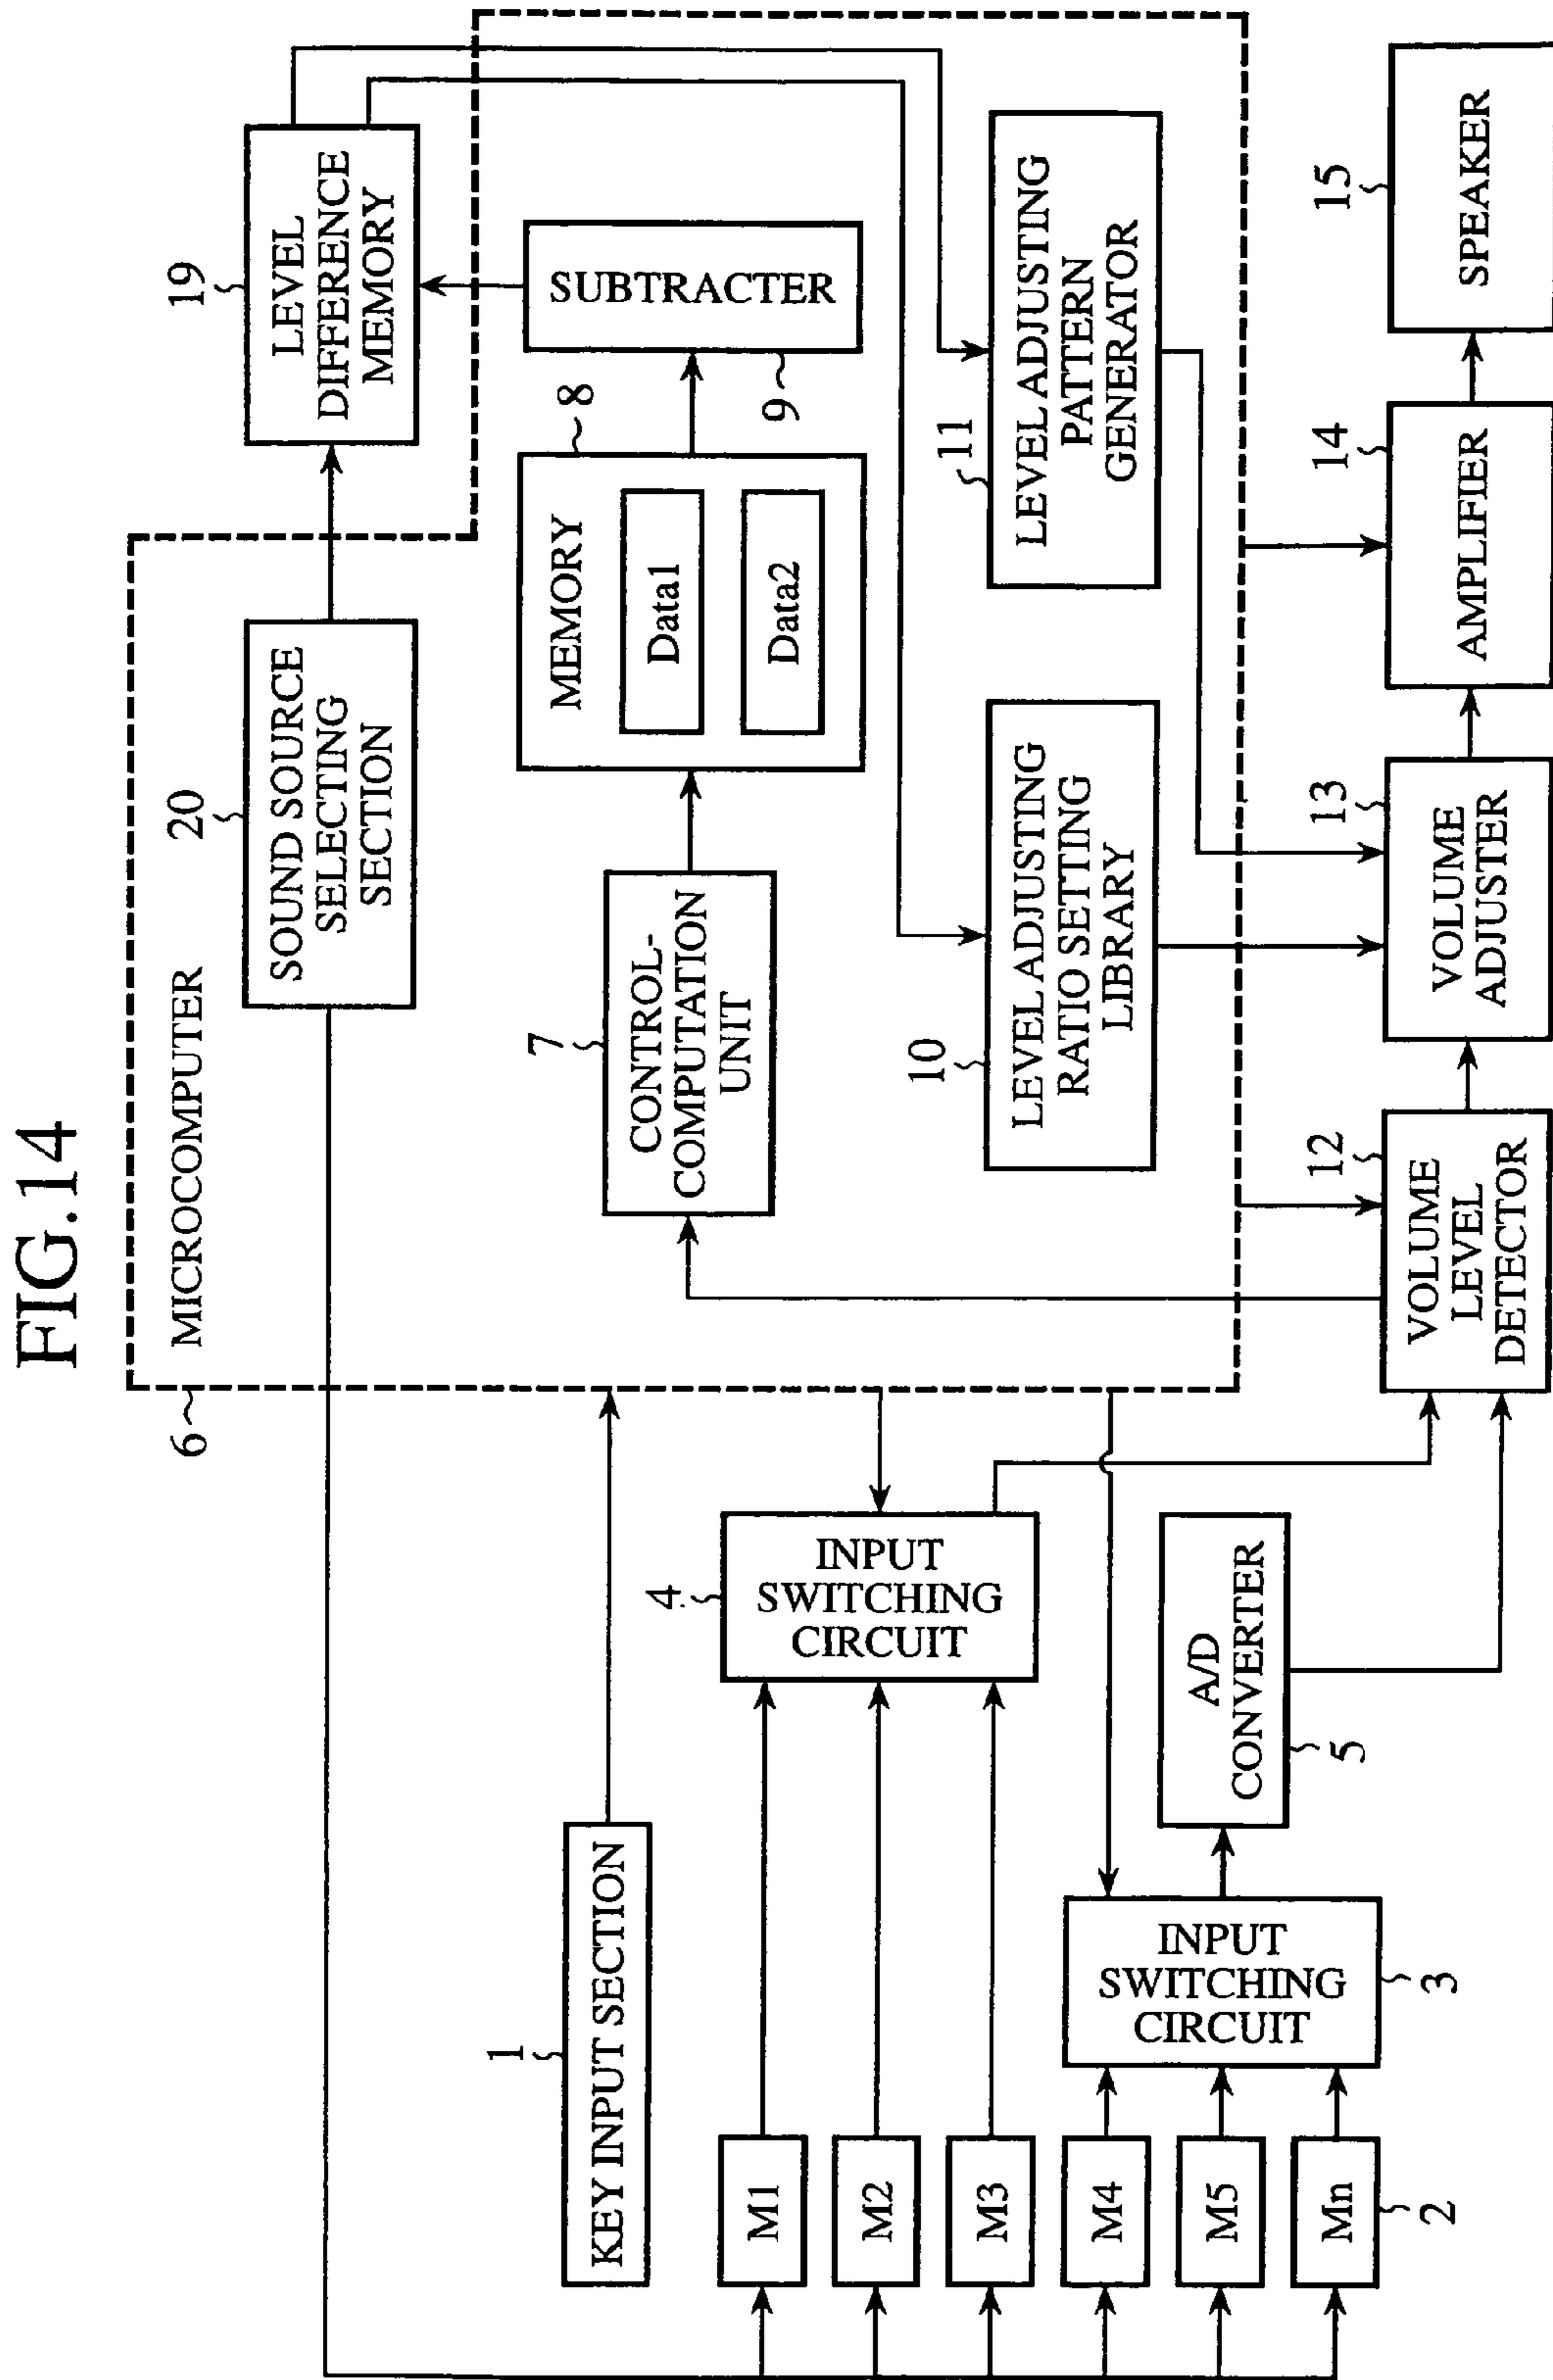 FIG.14
6
MICROCOMPUTER
20
SOUND SOURCE
SELECTING
SECTION
19
LEVEL
DIFFERENCE
MEMORY
1
KEY INPUT SECTION
7
CONTROL-
COMPUTATION
UNIT
MEMORY
8
Data1
Data2
SUBTRACTER
9
M1
M2
M3
M4
M5
Mn
2
4
INPUT
SWITCHING
CIRCUIT
INPUT
SWITCHING
CIRCUIT
3
A/D
CONVERTER
5
10
LEVEL ADJUSTING
RATIO SETTING
LIBRARY
11
LEVEL ADJUSTING
PATTERN
GENERATOR
12
VOLUME
LEVEL
DETECTOR
13
VOLUME
ADJUSTER
14
AMPLIFIER
15
SPEAKER